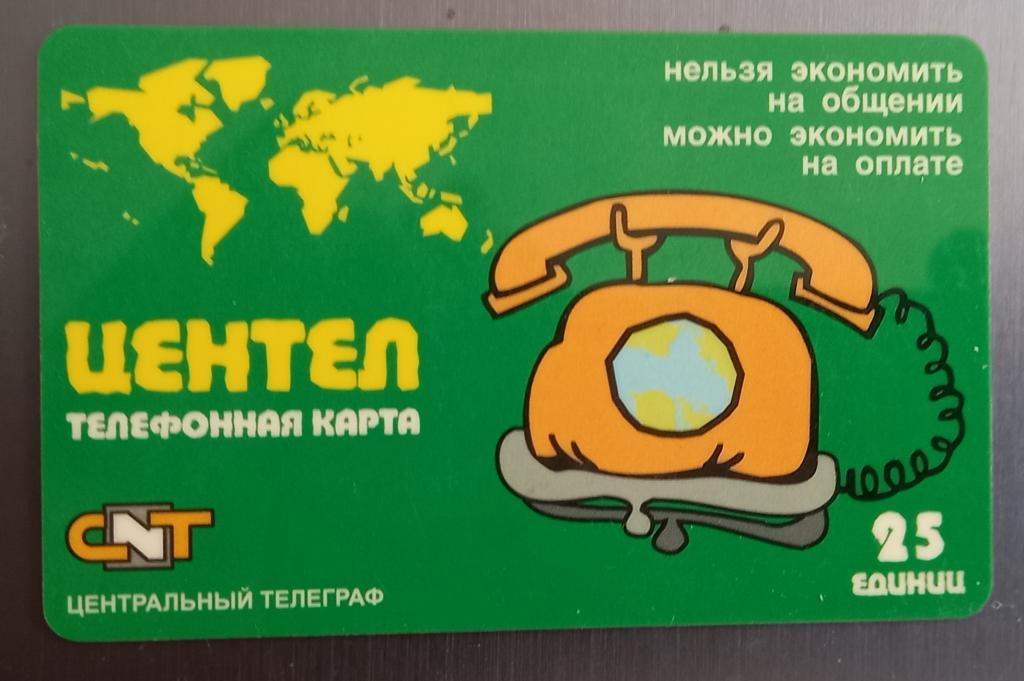 нельзя экономить
на общении
можно экономить
на оплате
ЦЕНТЕЛ
ТЕЛЕФОННАЯ КАРТА
CNT
ЦЕНТРАЛЬНЫЙ ТЕЛЕГРАФ
25
ЕДИНИЦ